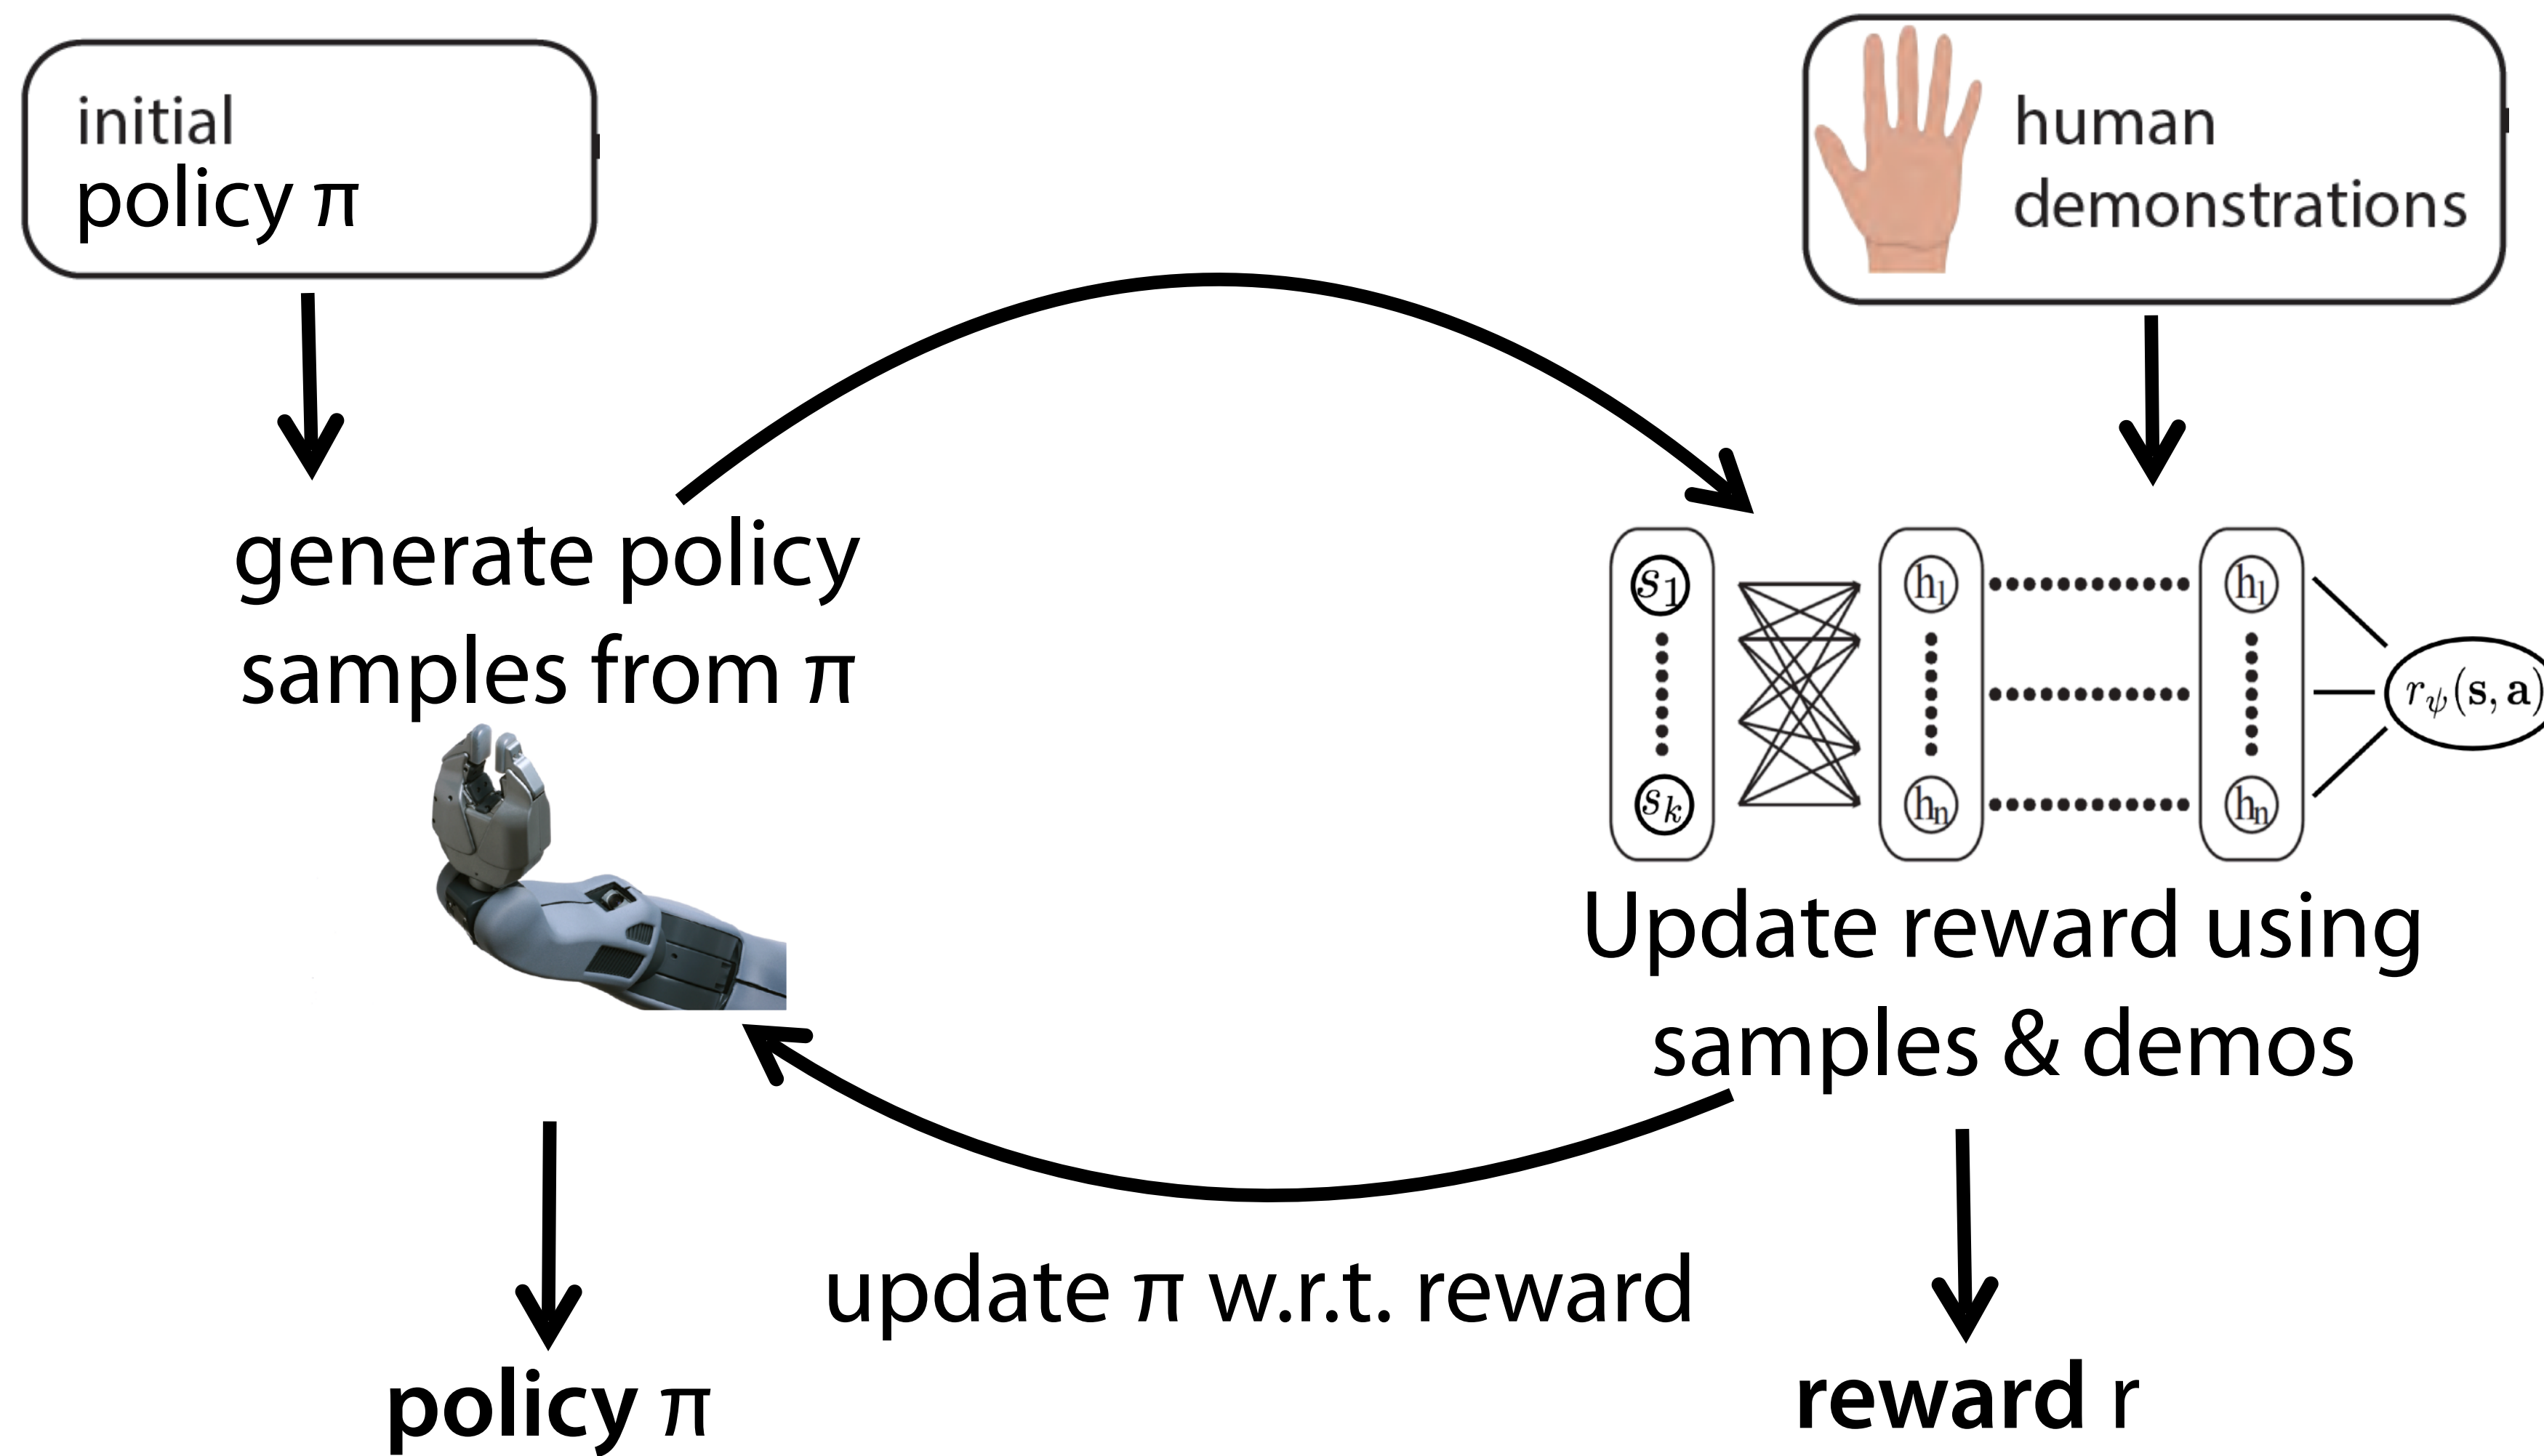 initial
policy π
human
demonstrations
generate policy
samples from π
s₁
sₖ
h₁
hₙ
h₁
hₙ
r_ψ(s, a)
Update reward using
samples & demos
update π w.r.t. reward
policy π
reward r